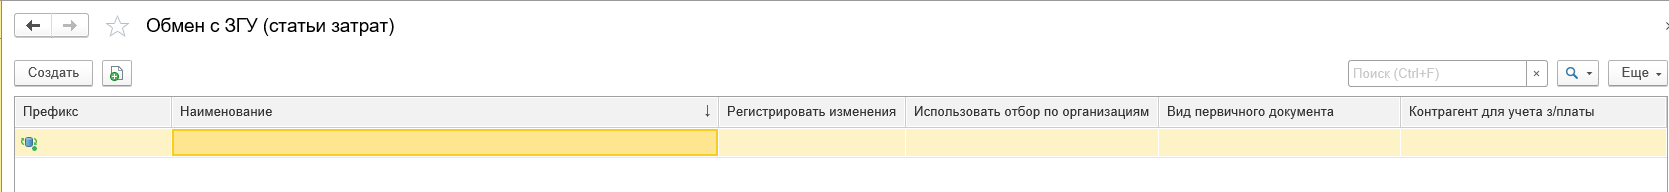 Обмен с ЗГУ (статьи затрат)
Создать
Поиск (Ctrl+F)
×
Еще
Префикс Наименование ↓ Регистрировать изменения Использовать отбор по организациям Вид первичного документа Контрагент для учета з/платы